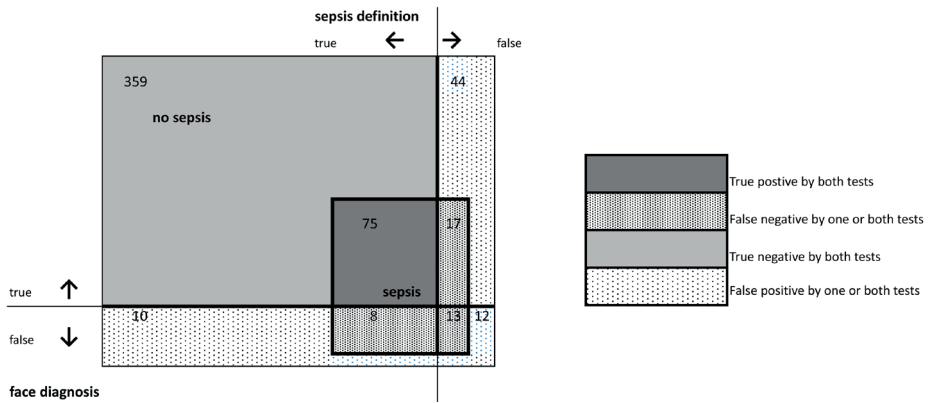 sepsis definition
true ← → false
359
44
no sepsis
75
17
sepsis
true ↑
10
8
13
12
false ↓
face diagnosis
True postive by both tests
False negative by one or both tests
True negative by both tests
False positive by one or both tests